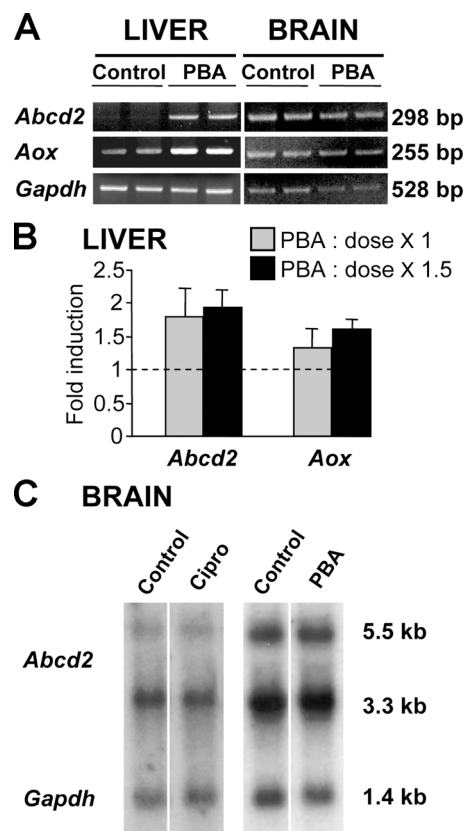 A
LIVER BRAIN
Control PBA Control PBA
Abcd2 298 bp
Aox 255 bp
Gapdh 528 bp
B LIVER
PBA : dose X 1
PBA : dose X 1.5
Fold induction
2.5
2
1.5
1
0.5
0
Abcd2 Aox
C BRAIN
Control Cipro Control PBA
5.5 kb
Abcd2
3.3 kb
Gapdh 1.4 kb